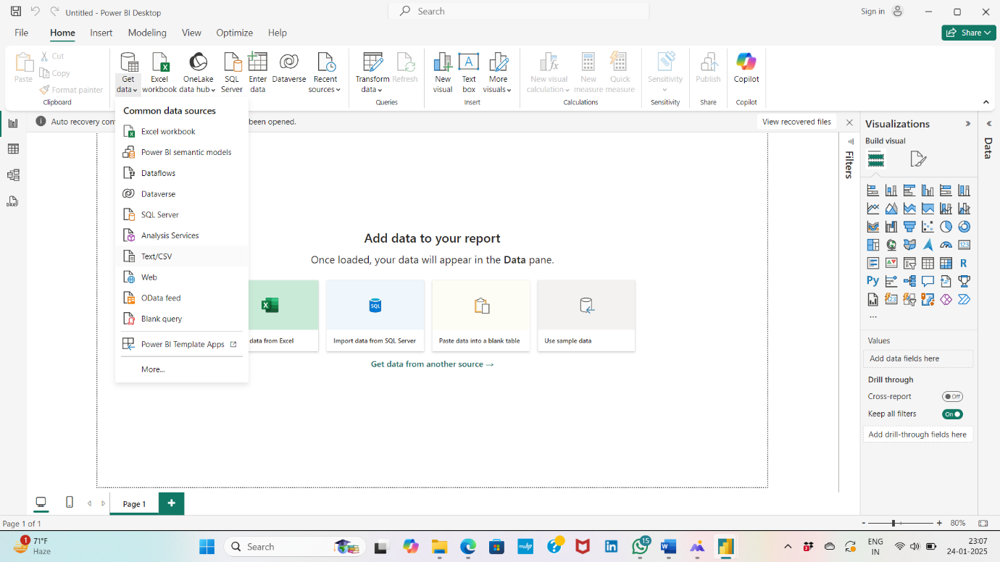 Untitled - Power BI Desktop
Search
Sign in
File Home Insert Modeling View Optimize Help
Share
Paste
Cut
Copy
Format painter
Clipboard
Get data
Excel workbook
OneLake data hub
SQL Server
Enter data
Dataverse
Recent sources
Transform data
Refresh
Queries
New visual
Text box
More visuals
Insert
New visual calculation
New measure
Quick measure
Calculations
Sensitivity
Sensitivity
Publish
Share
Copilot
Copilot
Auto recovery con
been opened.
View recovered files
Common data sources
Excel workbook
Power BI semantic models
Dataflows
Dataverse
SQL Server
Analysis Services
Text/CSV
Web
OData feed
Blank query
Power BI Template Apps
More...
Add data to your report
Once loaded, your data will appear in the Data pane.
data from Excel
SQL
Import data from SQL Server
Paste data into a blank table
Use sample data
Get data from another source →
Filters
Visualizations
Build visual
123
R
Py
...
Values
Add data fields here
Drill through
Cross-report
Off
Keep all filters
On
Add drill-through fields here
Data
DAX
Page 1
Page 1 of 1
- + 80%
1
71°F
Haze
Search
myhp
15
ENG
IN
23:07
24-01-2025